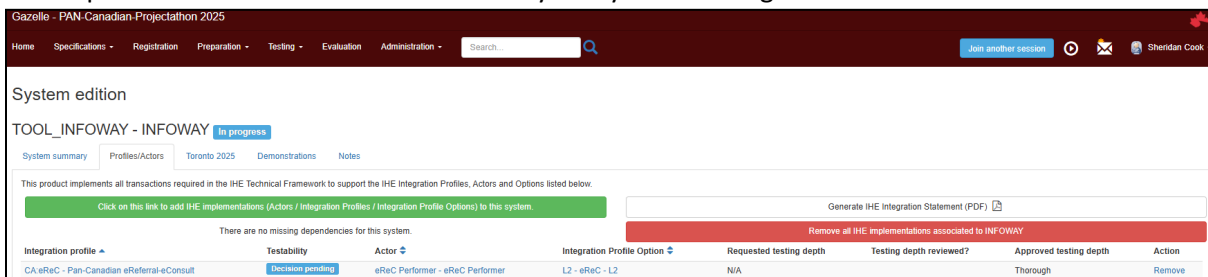 Gazelle - PAN-Canadian-Projectathon 2025
Home Specifications Registration Preparation Testing Evaluation Administration Search... Join another session Sheridan Cook
System edition
TOOL_INFOWAY - INFOWAY In progress
System summary Profiles/Actors Toronto 2025 Demonstrations Notes
This product implements all transactions required in the IHE Technical Framework to support the IHE Integration Profiles, Actors and Options listed below.
Click on this link to add IHE implementations (Actors / Integration Profiles / Integration Profile Options) to this system. Generate IHE Integration Statement (PDF)
There are no missing dependencies for this system. Remove all IHE implementations associated to INFOWAY
Integration profile Testability Actor Integration Profile Option Requested testing depth Testing depth reviewed? Approved testing depth Action
CA:eReC - Pan-Canadian eReferral-eConsult Decision pending eReC Performer - eReC Performer L2 - eReC - L2 N/A Thorough Remove